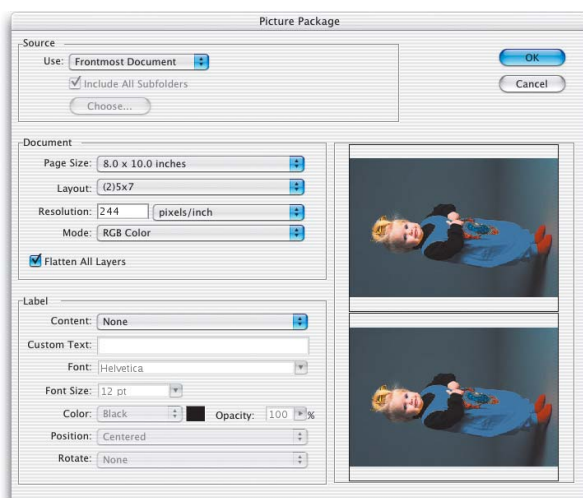 Picture Package
Source
Use: Frontmost Document
Include All Subfolders
Choose...
OK
Cancel
Document
Page Size: 8.0 x 10.0 inches
Layout: (2)5x7
Resolution: 244 pixels/inch
Mode: RGB Color
Flatten All Layers
Label
Content: None
Custom Text:
Font: Helvetica
Font Size: 12 pt
Color: Black Opacity: 100 %
Position: Centered
Rotate: None